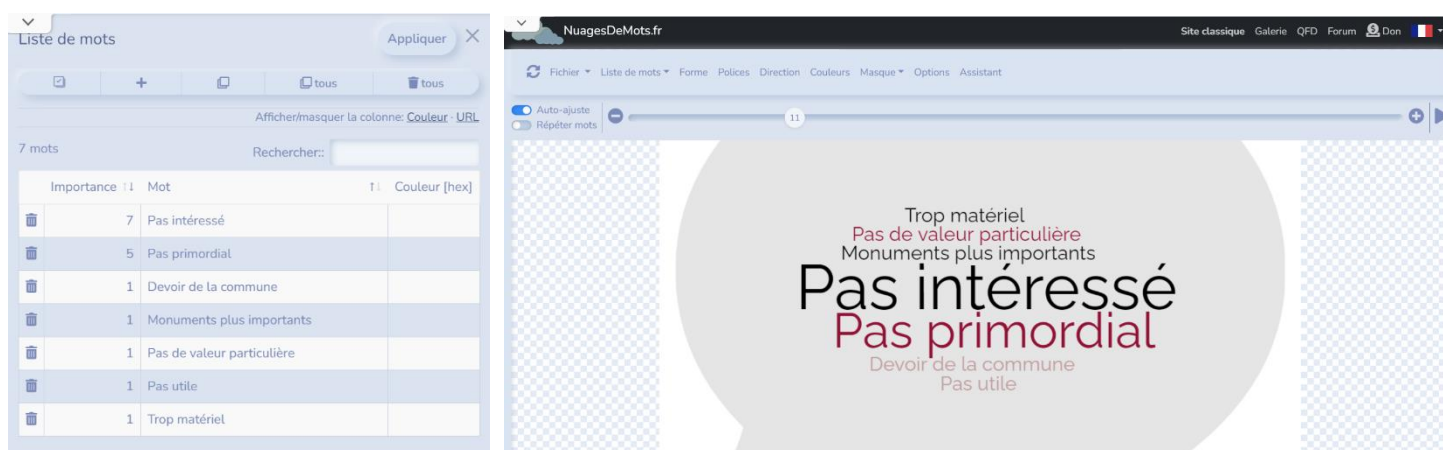 Liste de mots
Appliquer
tous
tous
Afficher/masquer la colonne: Couleur · URL
7 mots
Rechercher::
Importance Mot Couleur [hex]
7 Pas intéressé
5 Pas primordial
1 Devoir de la commune
1 Monuments plus importants
1 Pas de valeur particulière
1 Pas utile
1 Trop matériel
NuagesDeMots.fr
Site classique Galerie QFD Forum Don
Fichier Liste de mots Forme Polices Direction Couleurs Masque Options Assistant
Auto-ajuste
Répéter mots
11
Trop matériel
Pas de valeur particulière
Monuments plus importants
Pas intéressé
Pas primordial
Devoir de la commune
Pas utile